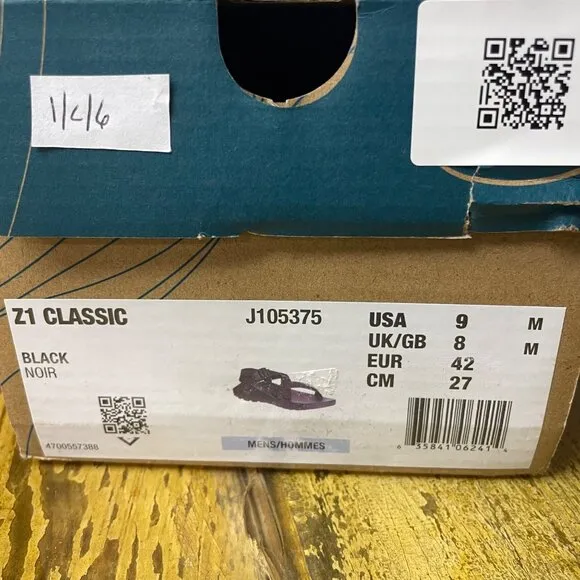 1/c/6
Z1 CLASSIC J105375
BLACK
NOIR
4700557388
MENS/HOMMES
USA 9 M
UK/GB 8 M
EUR 42
CM 27
6 35841 06241 4